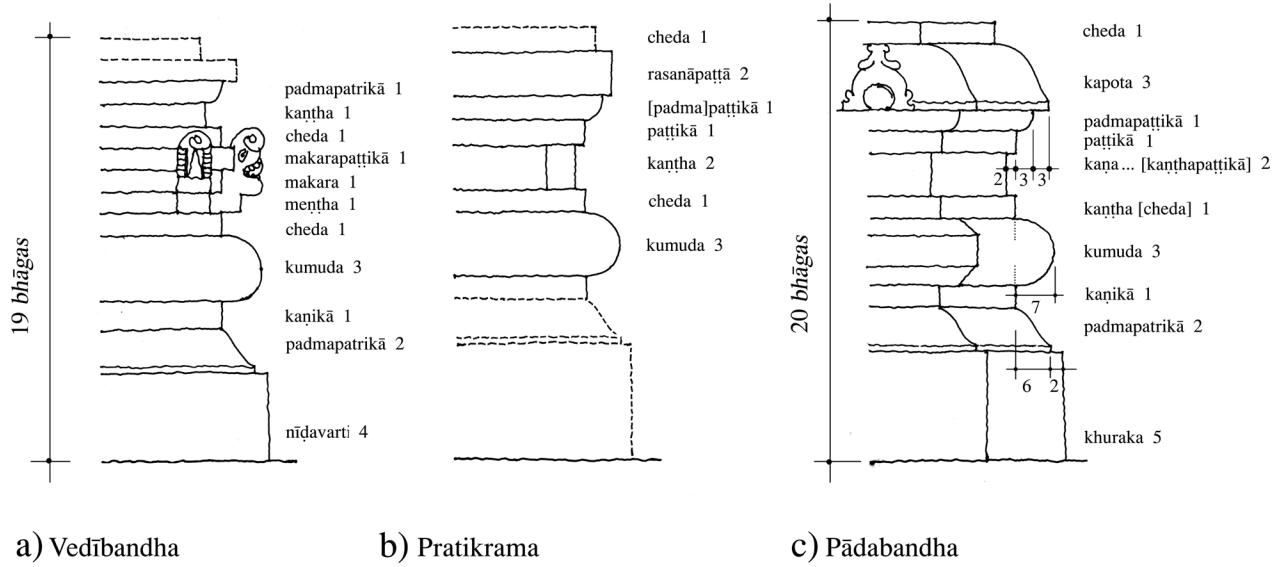 19 bhāgas
padmapatrikā 1
kaṇṭha 1
cheda 1
makarapaṭṭikā 1
makara 1
meṇṭha 1
cheda 1
kumuda 3
kaṇikā 1
padmapatrikā 2
nīḍavarti 4
a) Vedībandha
cheda 1
rasanāpaṭṭā 2
[padma]paṭṭikā 1
paṭṭikā 1
kaṇṭha 2
cheda 1
kumuda 3
b) Pratikrama
20 bhāgas
cheda 1
kapota 3
padmapaṭṭikā 1
paṭṭikā 1
kaṇa... [kaṇṭhapaṭṭikā] 2
2 3 3
kaṇṭha [cheda] 1
kumuda 3
kaṇikā 1
7
padmapatrikā 2
6 2
khuraka 5
c) Pādabandha